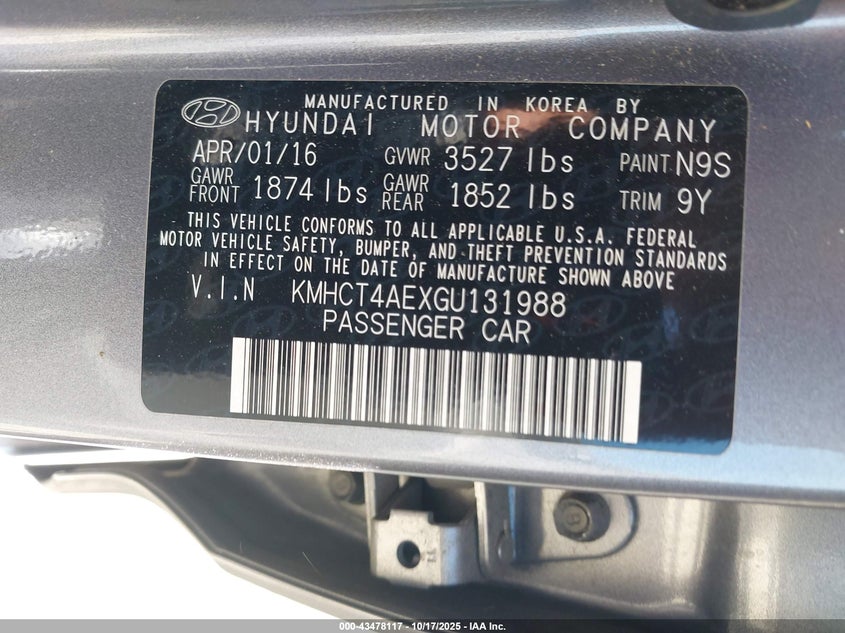 MANUFACTURED IN KOREA BY
HYUNDAI MOTOR COMPANY
APR/01/16 GVWR 3527 lbs PAINT N9S
GAWR FRONT 1874 lbs GAWR REAR 1852 lbs TRIM 9Y
THIS VEHICLE CONFORMS TO ALL APPLICABLE U.S.A. FEDERAL
MOTOR VEHICLE SAFETY, BUMPER, AND THEFT PREVENTION STANDARDS
IN EFFECT ON THE DATE OF MANUFACTURE SHOWN ABOVE
V.I.N KMHCT4AEXGU131988
PASSENGER CAR
000-43478117 - 10/17/2025 - IAA Inc.